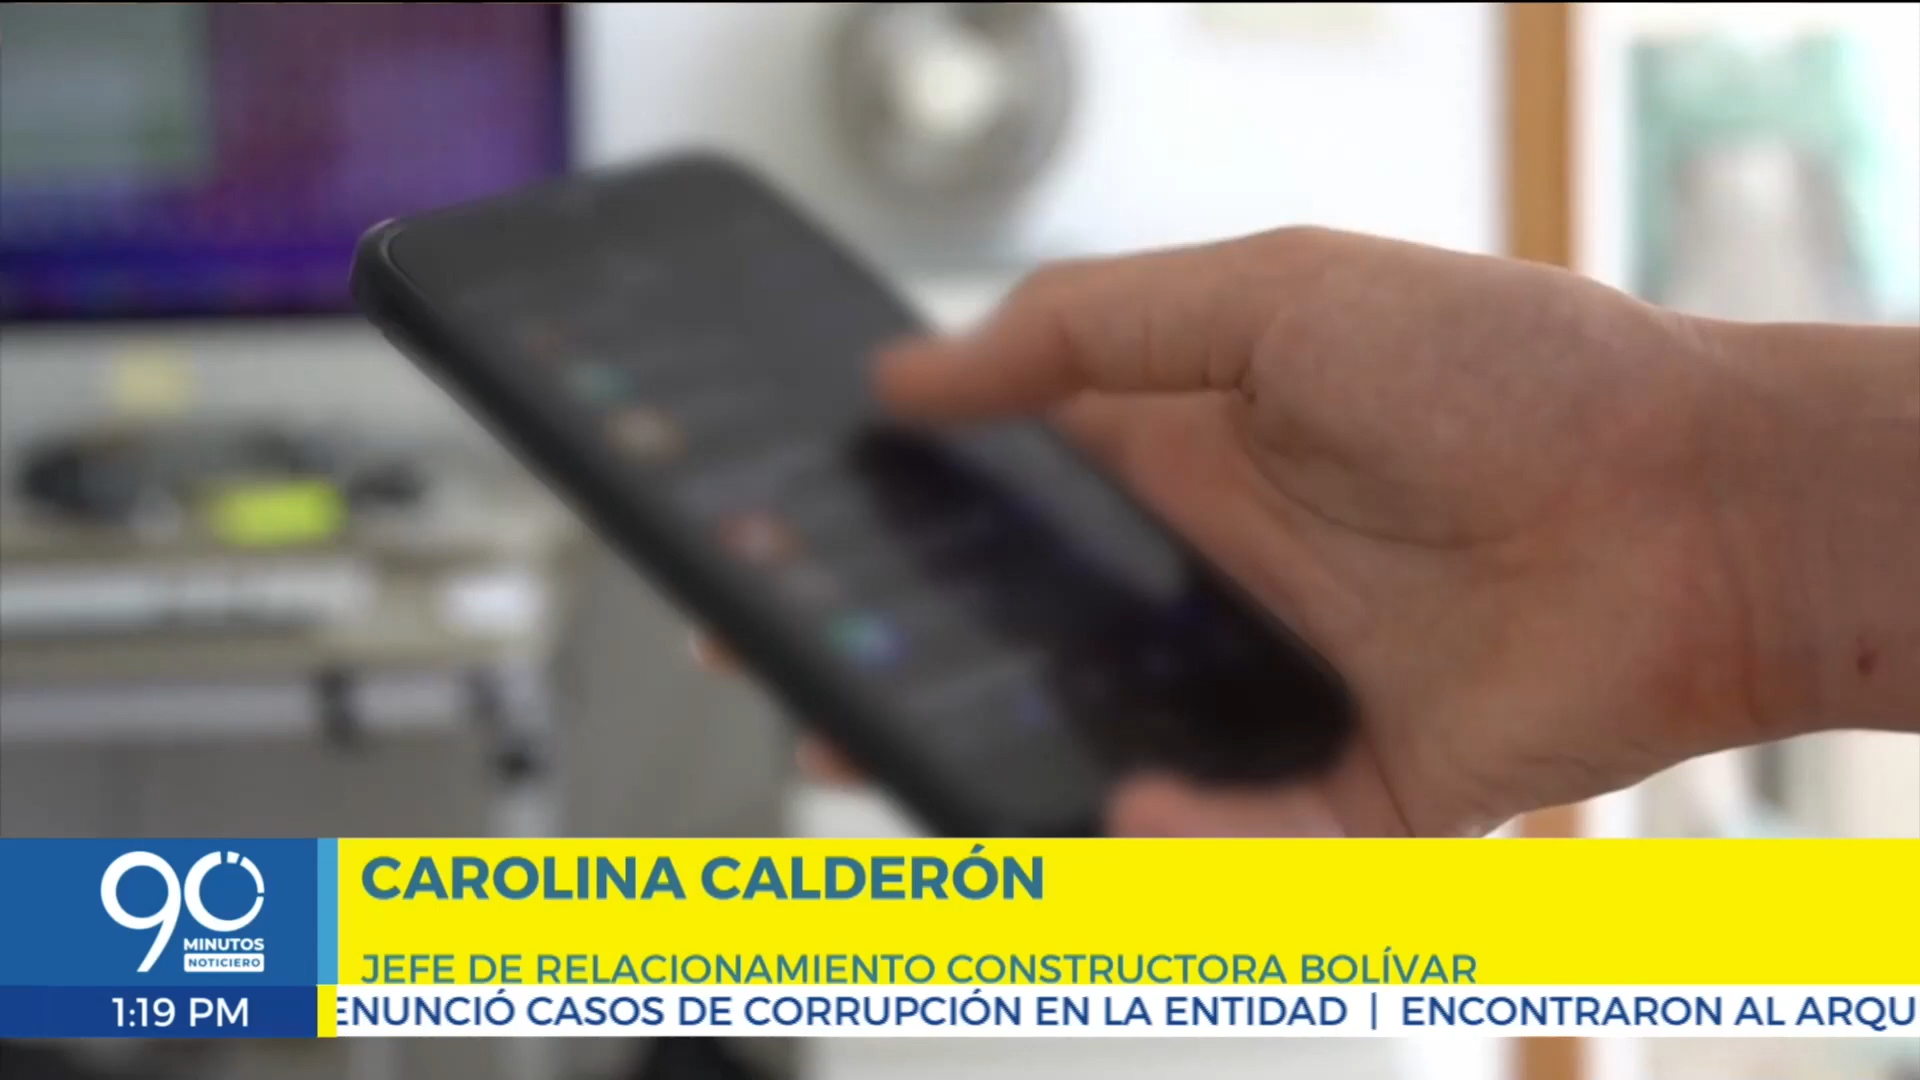 CAROLINA CALDERÓN
90
MINUTOS
NOTICIERO
JEFE DE RELACIONAMIENTO CONSTRUCTORA BOLÍVAR
1:19 PM
ENUNCIÓ CASOS DE CORRUPCIÓN EN LA ENTIDAD | ENCONTRARON AL ARQU